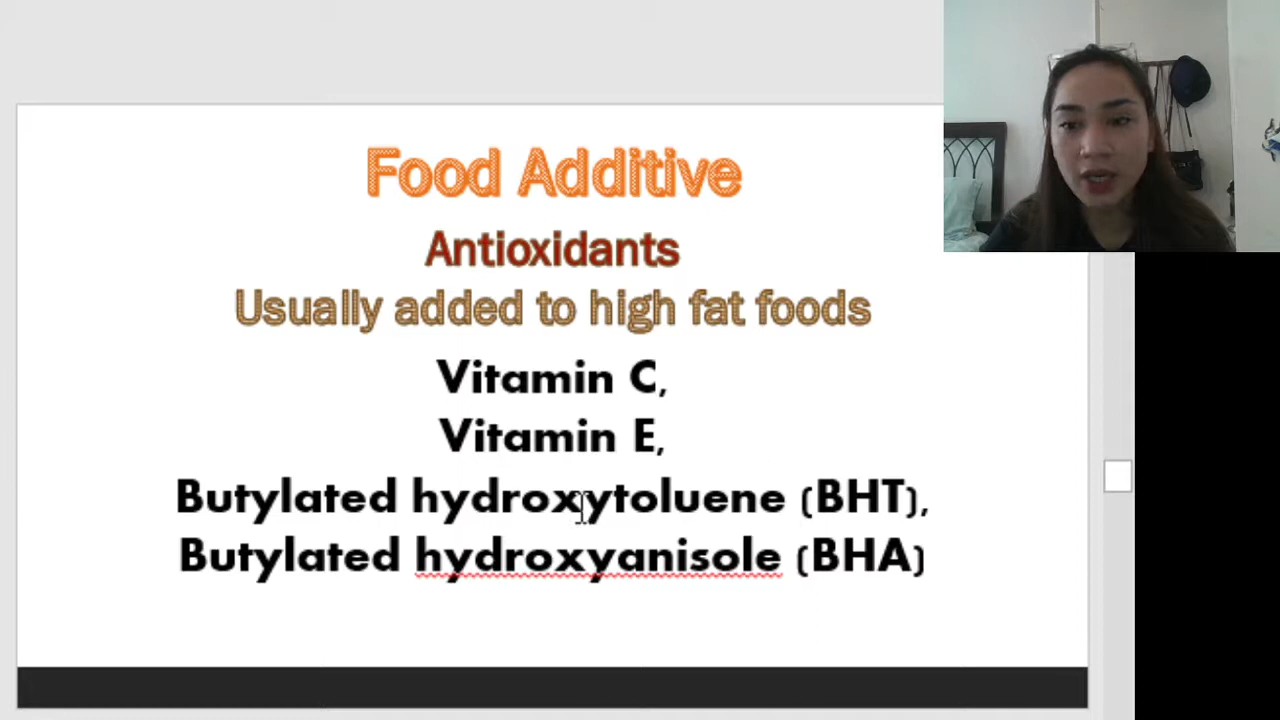 Food Additive
Antioxidants
Usually added to high fat foods
Vitamin C,
Vitamin E,
Butylated hydroxytoluene (BHT),
Butylated hydroxyanisole (BHA)